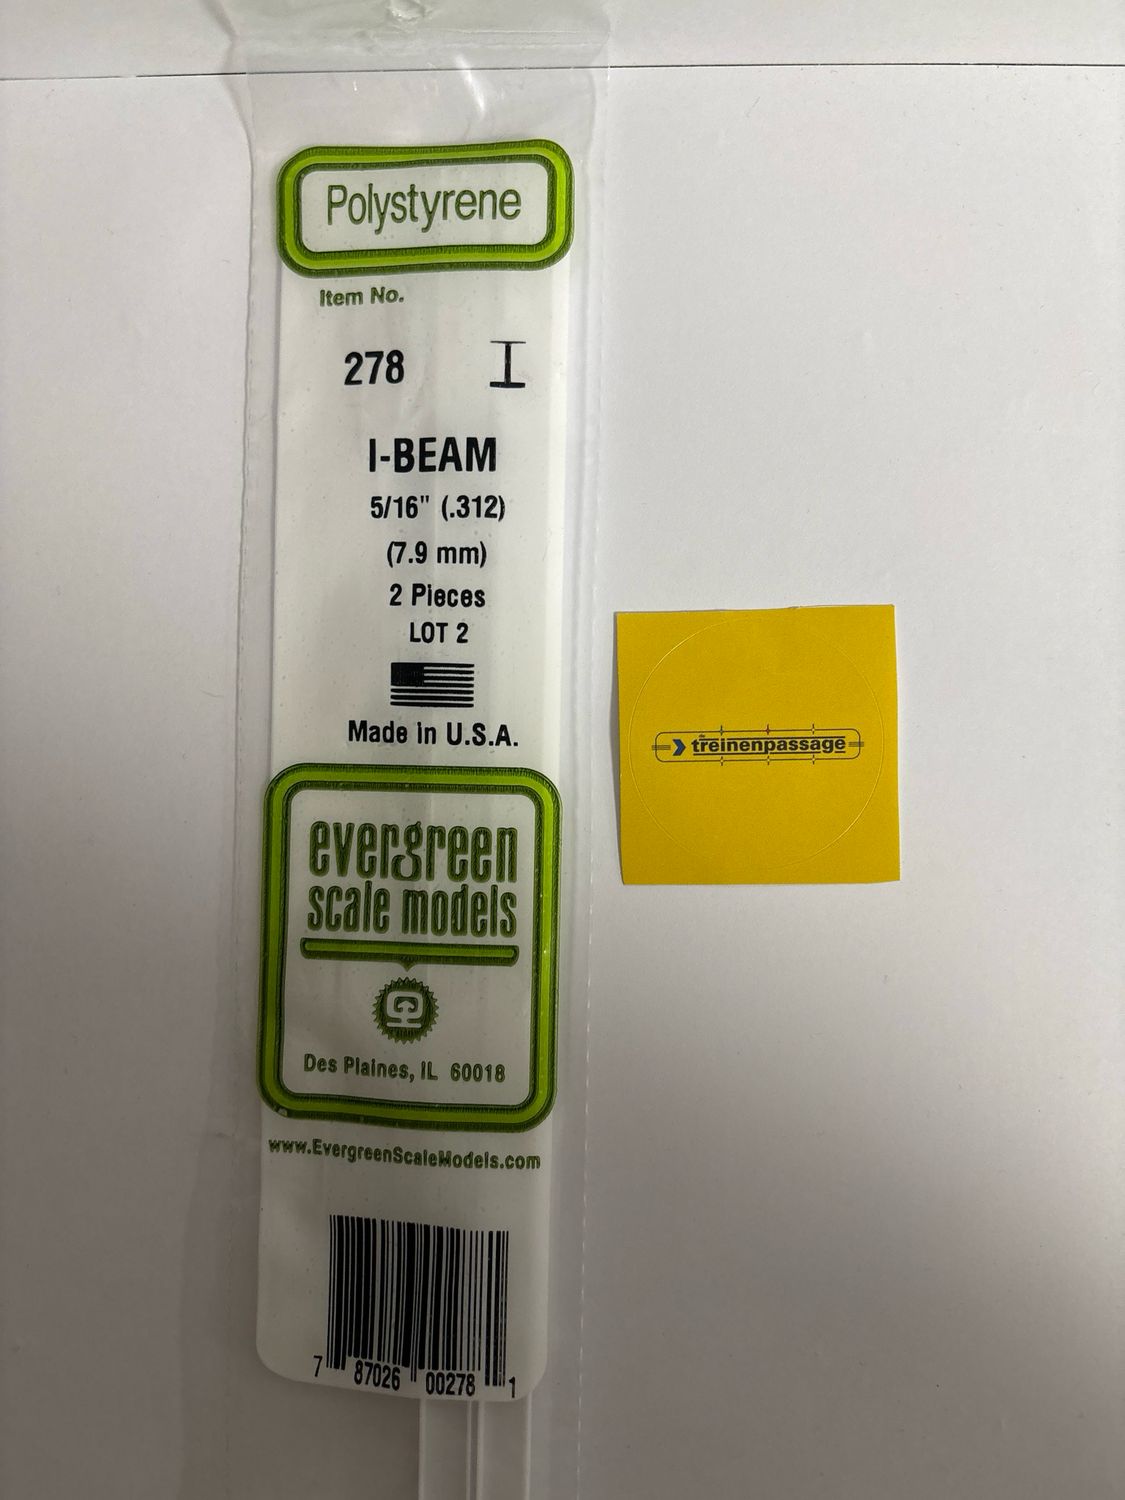 Polystyrene
Item No.
278
I-BEAM
5/16" (.312)
(7.9 mm)
2 Pieces
LOT 2
Made in U.S.A.
evergreen
scale models
Des Plaines, IL 60018
www.EvergreenScaleModels.com
7 87026 00278 1
de
treinenpassage